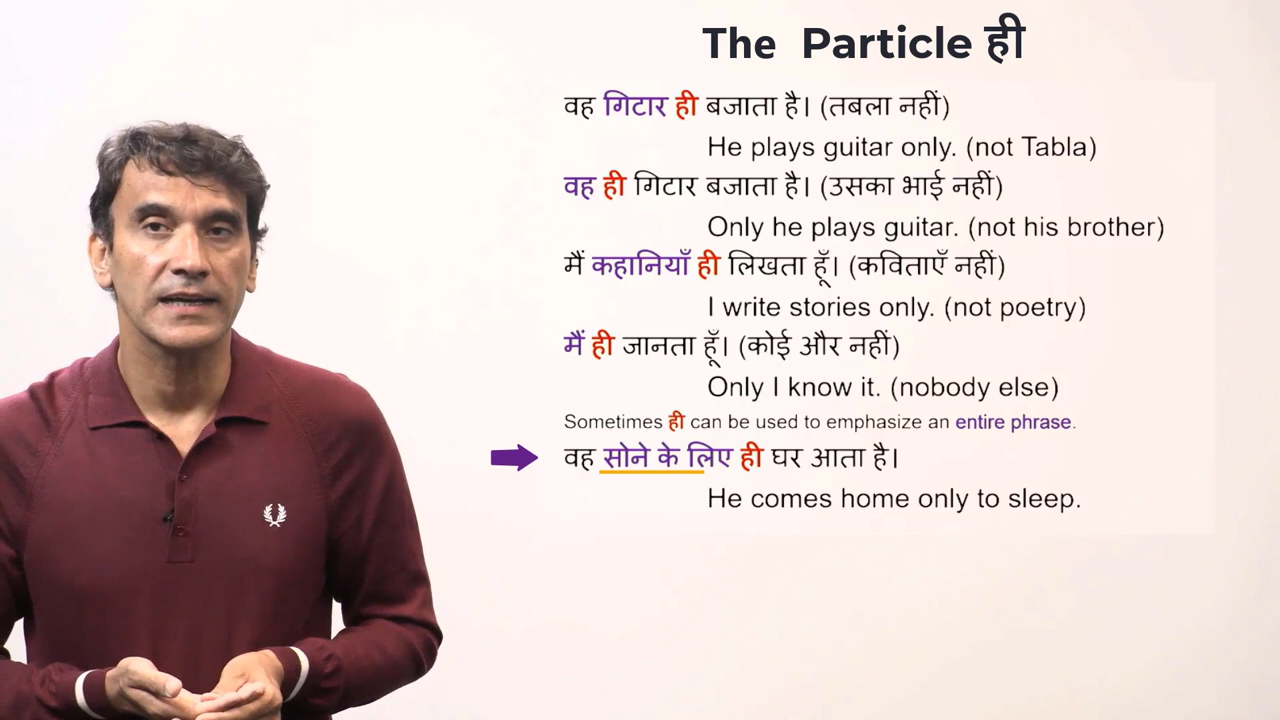 The Particle ही
वह गिटार ही बजाता है। (तबला नहीं)
He plays guitar only. (not Tabla)
वह ही गिटार बजाता है। (उसका भाई नहीं)
Only he plays guitar. (not his brother)
मैं कहानियाँ ही लिखता हूँ। (कविताएँ नहीं)
I write stories only. (not poetry)
मैं ही जानता हूँ। (कोई और नहीं)
Only I know it. (nobody else)
Sometimes ही can be used to emphasize an entire phrase.
वह सोने के लिए ही घर आता है।
He comes home only to sleep.